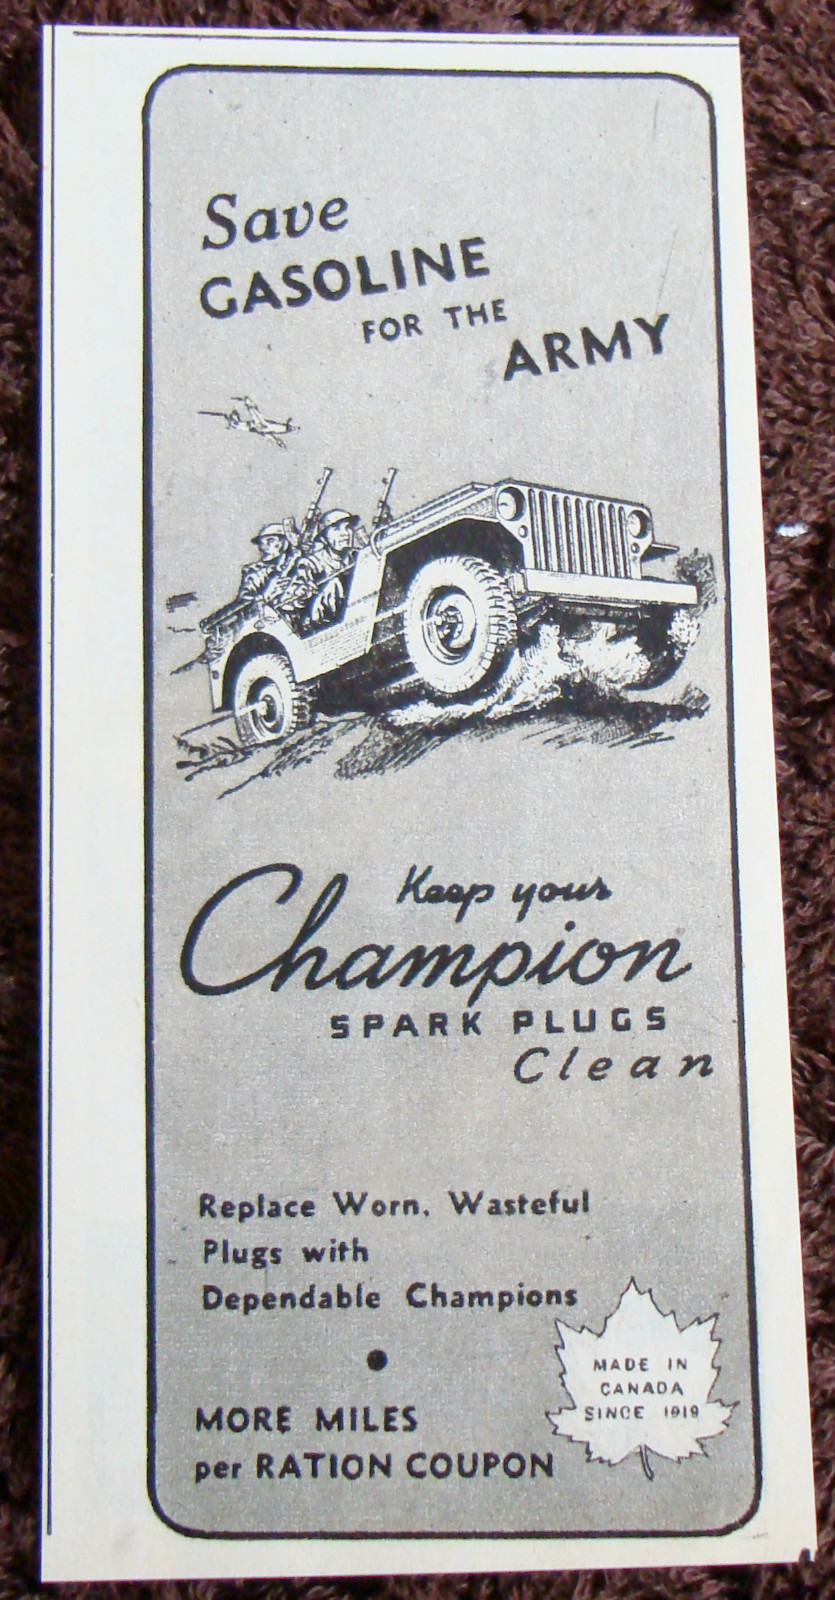 Save
GASOLINE
FOR THE
ARMY
Keep your
Champion
SPARK PLUGS
Clean
Replace Worn, Wasteful
Plugs with
Dependable Champions
MADE IN
CANADA
SINCE 1919
MORE MILES
per RATION COUPON